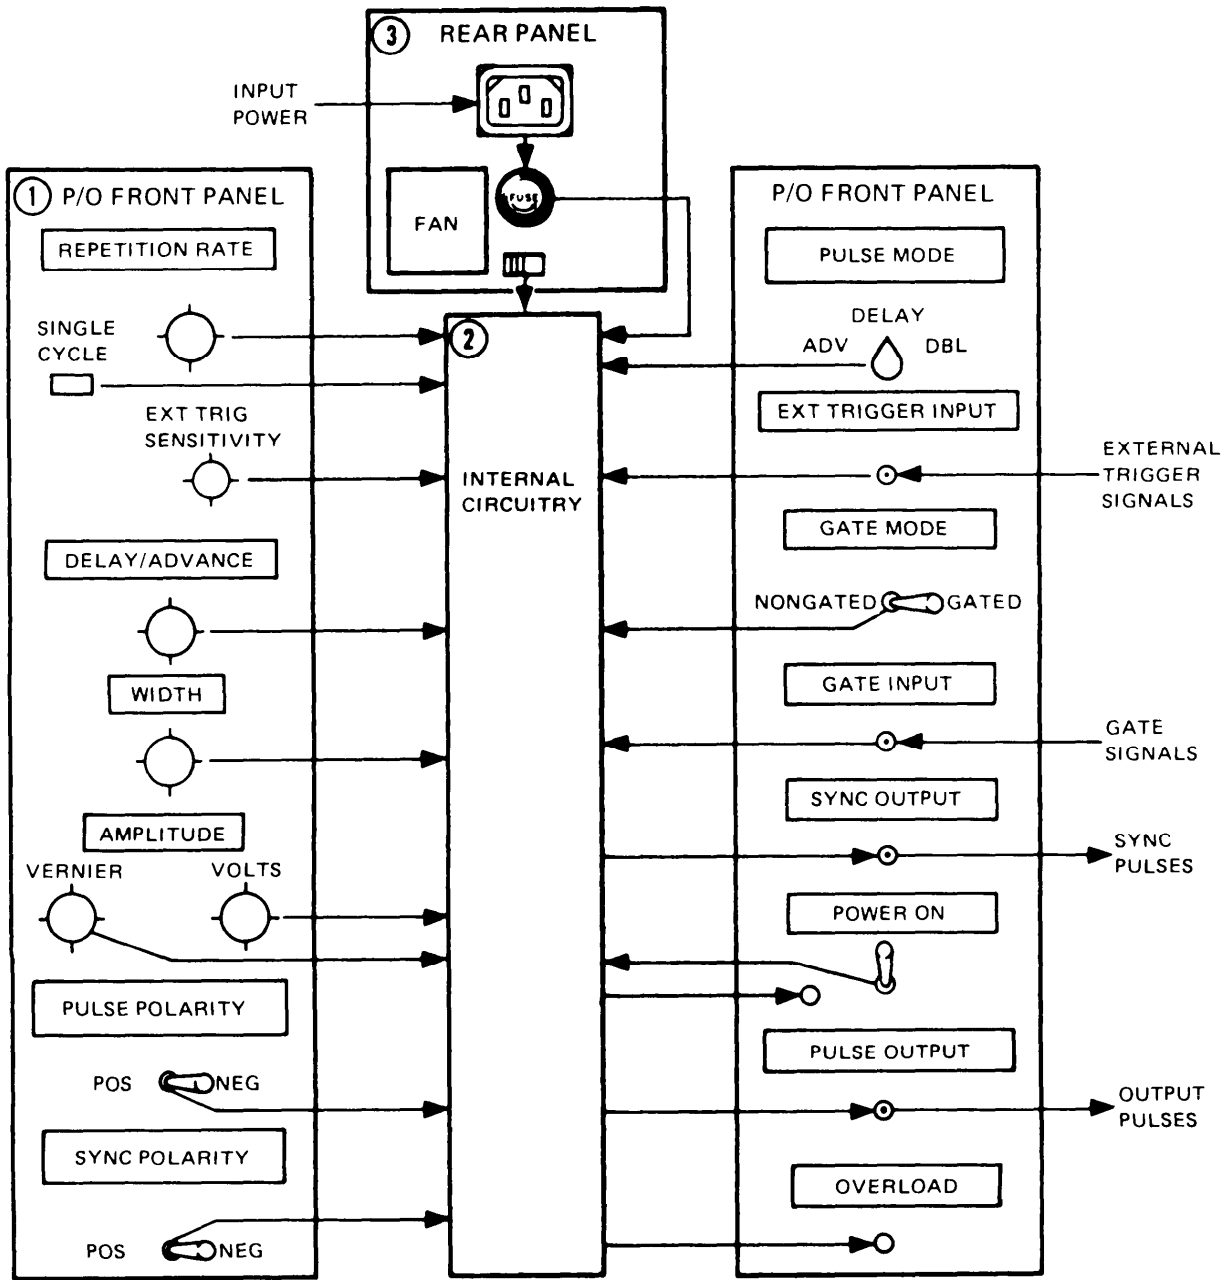 3 REAR PANEL
INPUT
POWER
FUSE
FAN
1 P/O FRONT PANEL
REPETITION RATE
SINGLE
CYCLE
EXT TRIG
SENSITIVITY
DELAY/ADVANCE
WIDTH
AMPLITUDE
VERNIER
VOLTS
PULSE POLARITY
POS NEG
SYNC POLARITY
POS NEG
2
INTERNAL
CIRCUITRY
P/O FRONT PANEL
PULSE MODE
DELAY
ADV DBL
EXT TRIGGER INPUT
EXTERNAL
TRIGGER
SIGNALS
GATE MODE
NONGATED GATED
GATE INPUT
GATE
SIGNALS
SYNC OUTPUT
SYNC
PULSES
POWER ON
PULSE OUTPUT
OUTPUT
PULSES
OVERLOAD